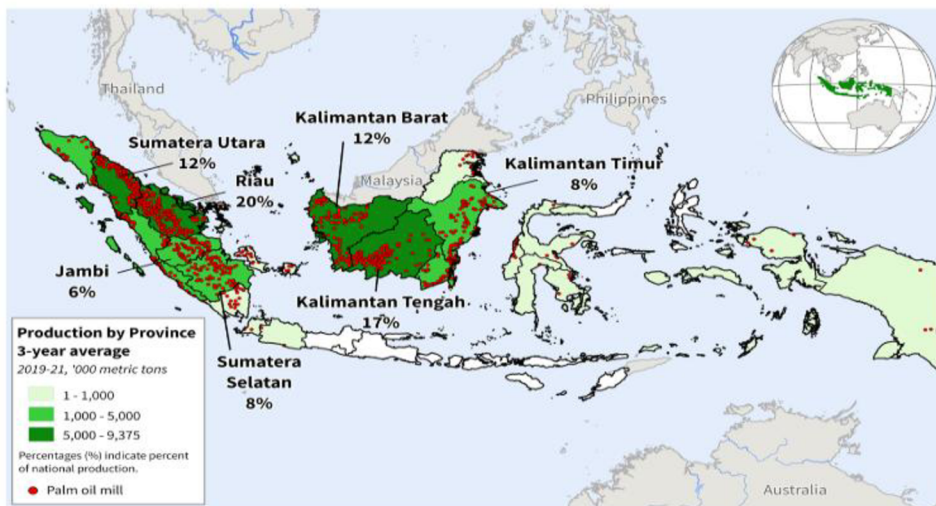 Thailand
Philippines
Kalimantan Barat
12%
Sumatera Utara
12%
Kalimantan Timur
8%
Riau
20%
Malaysia
Jambi
6%
Kalimantan Tengah
17%
Sumatera
Selatan
8%
Production by Province
3-year average
2019-21, '000 metric tons
1 - 1,000
1,000 - 5,000
5,000 - 9,375
Percentages (%) indicate percent
of national production.
Palm oil mill
Australia